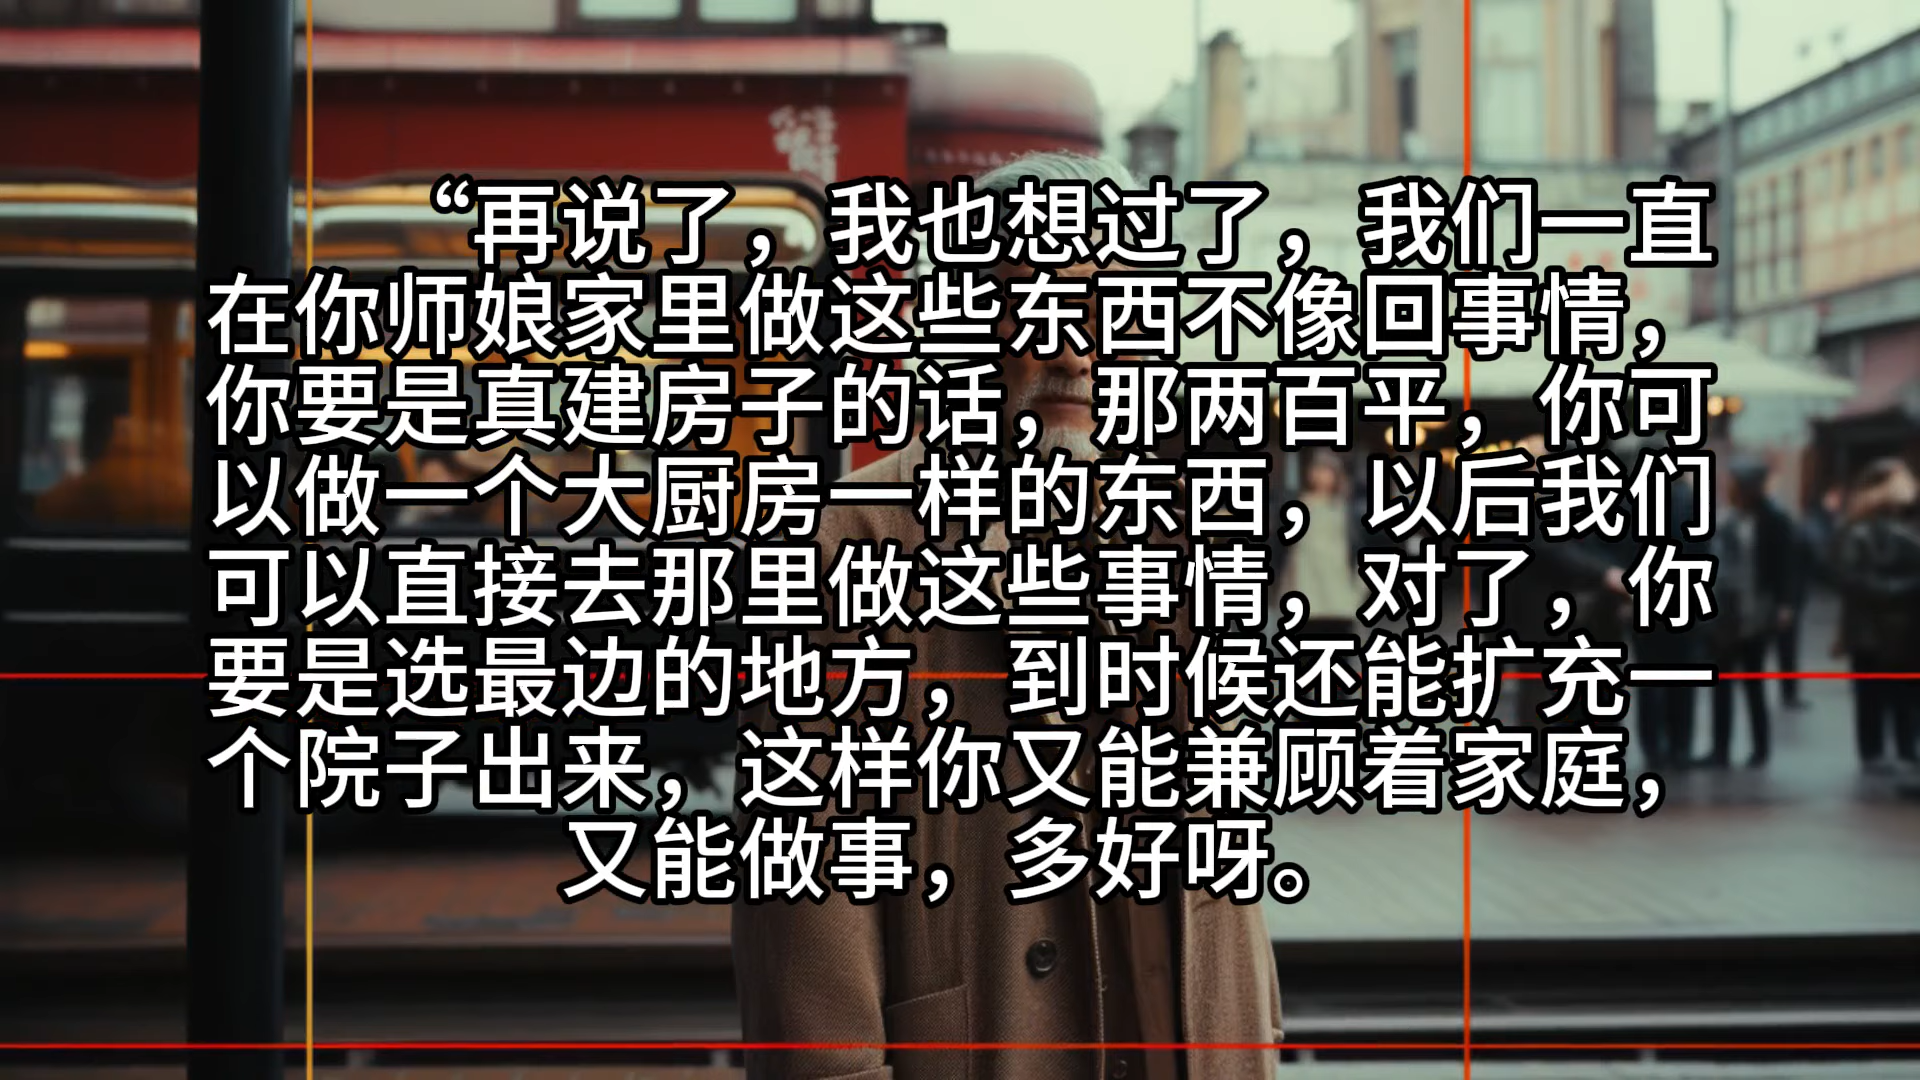 “再说了，我也想过了，我们一直
在你师娘家里做这些东西不像回事情，
你要是真建房子的话，那两百平，你可
以做一个大厨房一样的东西，以后我们
可以直接去那里做这些事情，对了，你
要是选最边的地方，到时候还能扩充一
个院子出来，这样你又能兼顾着家庭，
又能做事，多好呀。